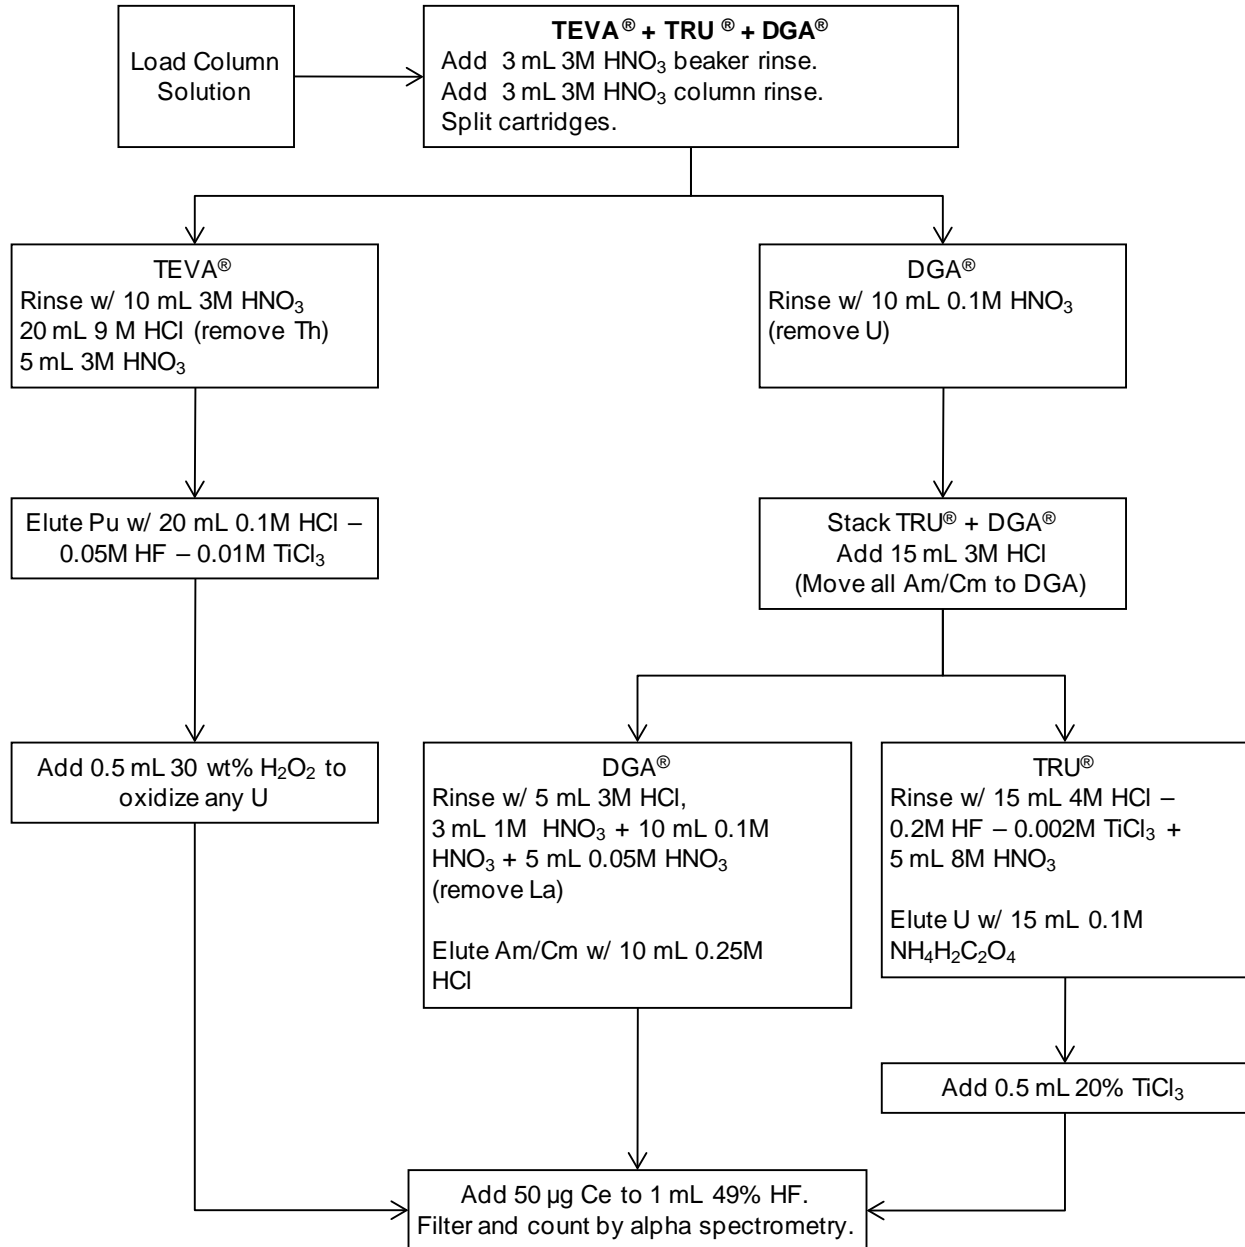 Load Column
Solution
TEVA® + TRU ® + DGA®
Add 3 mL 3M HNO₃ beaker rinse.
Add 3 mL 3M HNO₃ column rinse.
Split cartridges.
TEVA®
Rinse w/ 10 mL 3M HNO₃
20 mL 9 M HCl (remove Th)
5 mL 3M HNO₃
DGA®
Rinse w/ 10 mL 0.1M HNO₃
(remove U)
Elute Pu w/ 20 mL 0.1M HCl –
0.05M HF – 0.01M TiCl₃
Stack TRU® + DGA®
Add 15 mL 3M HCl
(Move all Am/Cm to DGA)
Add 0.5 mL 30 wt% H₂O₂ to
oxidize any U
DGA®
Rinse w/ 5 mL 3M HCl,
3 mL 1M HNO₃ + 10 mL 0.1M
HNO₃ + 5 mL 0.05M HNO₃
(remove La)
Elute Am/Cm w/ 10 mL 0.25M
HCl
TRU®
Rinse w/ 15 mL 4M HCl –
0.2M HF – 0.002M TiCl₃ +
5 mL 8M HNO₃
Elute U w/ 15 mL 0.1M
NH₄H₂C₂O₄
Add 0.5 mL 20% TiCl₃
Add 50 µg Ce to 1 mL 49% HF.
Filter and count by alpha spectrometry.